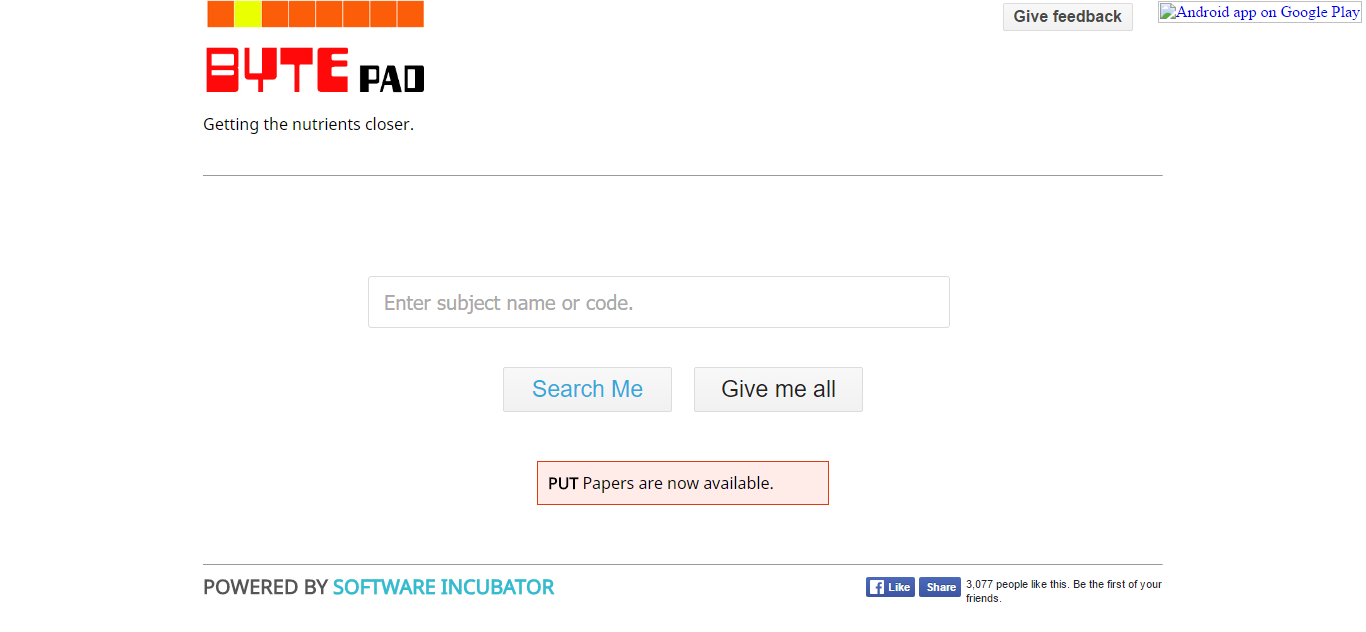 Give feedback
Android app on Google Play
BYTE PAD
Getting the nutrients closer.
Enter subject name or code.
Search Me
Give me all
PUT Papers are now available.
POWERED BY SOFTWARE INCUBATOR
Like
Share
3,077 people like this. Be the first of your
friends.